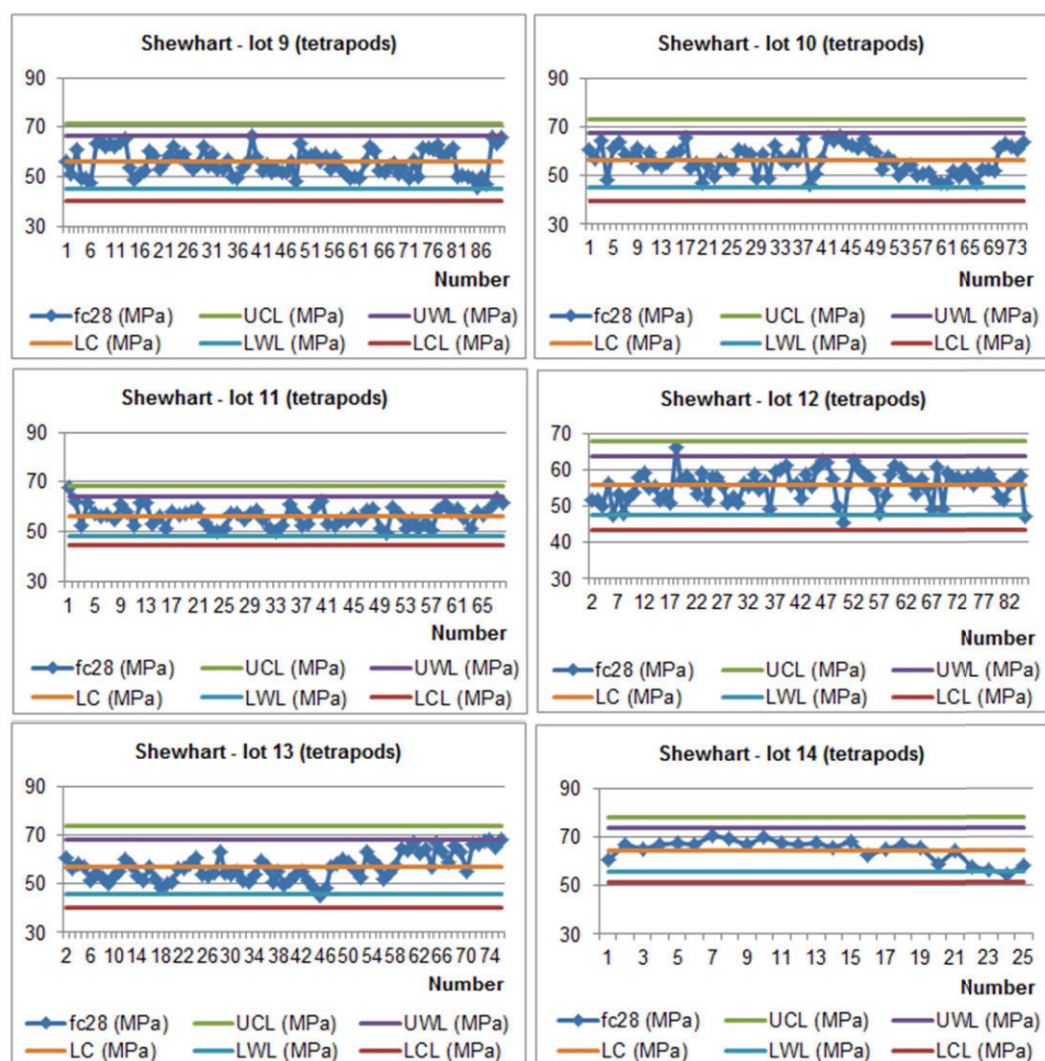 Shewhart - lot 9 (tetrapods)
90
70
50
30
1 6 11 16 21 26 31 36 41 46 51 56 61 66 71 76 81 86
Number
fc28 (MPa) UCL (MPa) UWL (MPa)
LC (MPa) LWL (MPa) LCL (MPa)
Shewhart - lot 10 (tetrapods)
90
70
50
30
1 5 9 13 17 21 25 29 33 37 41 45 49 53 57 61 65 69 73
Number
fc28 (MPa) UCL (MPa) UWL (MPa)
LC (MPa) LWL (MPa) LCL (MPa)
Shewhart - lot 11 (tetrapods)
90
70
50
30
1 5 9 13 17 21 25 29 33 37 41 45 49 53 57 61 65
Number
fc28 (MPa) UCL (MPa) UWL (MPa)
LC (MPa) LWL (MPa) LCL (MPa)
Shewhart - lot 12 (tetrapods)
70
60
50
40
30
2 7 12 17 22 27 32 37 42 47 52 57 62 67 72 77 82
Number
fc28 (MPa) UCL (MPa) UWL (MPa)
LC (MPa) LWL (MPa) LCL (MPa)
Shewhart - lot 13 (tetrapods)
90
70
50
30
2 6 10 14 18 22 26 30 34 38 42 46 50 54 58 62 66 70 74
Number
fc28 (MPa) UCL (MPa) UWL (MPa)
LC (MPa) LWL (MPa) LCL (MPa)
Shewhart - lot 14 (tetrapods)
90
70
50
30
1 3 5 7 9 11 13 15 17 19 21 23 25
Number
fc28 (MPa) UCL (MPa) UWL (MPa)
LC (MPa) LWL (MPa) LCL (MPa)